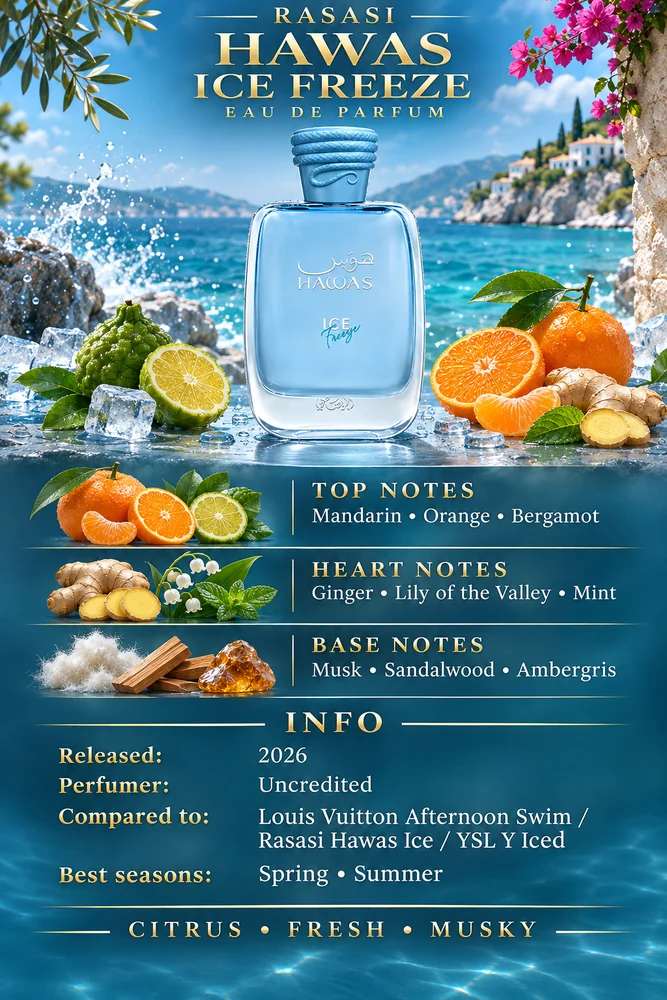 RASASI
HAWAS
ICE FREEZE
EAU DE PARFUM
هوس
HAWAS
ICE
Freeze
الرصاصي
TOP NOTES
Mandarin • Orange • Bergamot
HEART NOTES
Ginger • Lily of the Valley • Mint
BASE NOTES
Musk • Sandalwood • Ambergris
INFO
Released: 2026
Perfumer: Uncredited
Compared to: Louis Vuitton Afternoon Swim /
Rasasi Hawas Ice / YSL Y Iced
Best seasons: Spring • Summer
CITRUS • FRESH • MUSKY